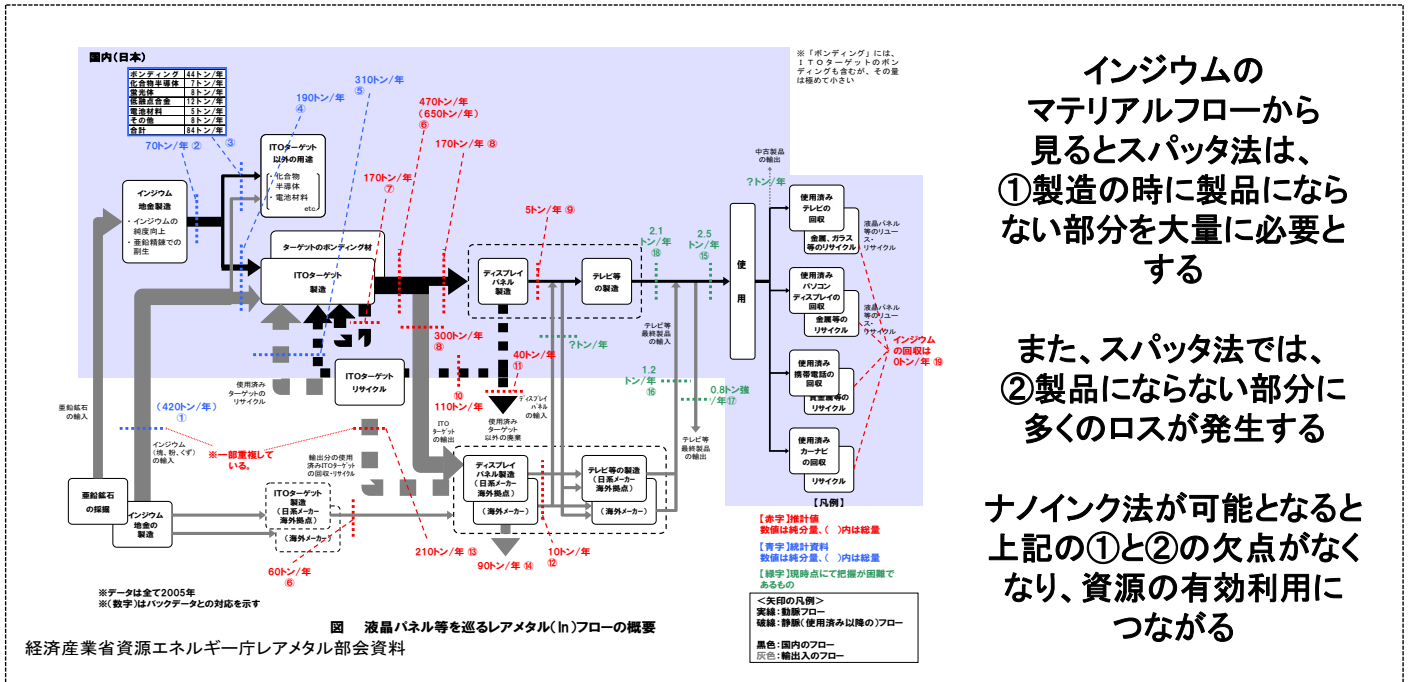 国内(日本)
ボンディング 44トン/年
化合物半導体 7トン/年
蛍光体 8トン/年
低融点合金 12トン/年
電池材料 5トン/年
その他 8トン/年
合計 84トン/年
③
70トン/年 ②
190トン/年
④
310トン/年
⑤
470トン/年
(650トン/年)
⑥
170トン/年 ⑧
170トン/年
⑦
※「ボンディング」には、
ITOターゲットのボン
ディングも含むが、その量
は極めて小さい
ITOターゲット
以外の用途
・化合物
半導体
・電池材料
etc.
インジウム
地金製造
・インジウムの
純度向上
・亜鉛精錬での
副生
ターゲットのボンディング材
ITOターゲット
製造
5トン/年 ⑨
ディスプレイ
パネル
製造
テレビ等
の製造
2.1
トン/年
⑱
2.5
トン/年
⑮
使
用
中古製品
の輸出
?トン/年
使用済み
テレビの
回収
金属、ガラス
等のリサイクル
液晶パネル
等のリユー
ス・
リサイクル
使用済み
パソコン
ディスプレイの
回収
金属等の
リサイクル
液晶パネル
等のリユー
ス・
リサイクル
インジウム
の回収は
0トン/年 ⑲
使用済み
携帯電話の
回収
貴金属等の
リサイクル
使用済み
カーナビ
の回収
リサイクル
300トン/年
⑧
?トン/年
テレビ等
最終製品
の輸入
ITOターゲット
リサイクル
⑩
110トン/年
40トン/年
⑪
1.2
トン/年
⑯
0.8トン強
/年⑰
使用済み
ターゲットの
リサイクル
ディスプレイ
パネル
の輸入
使用済み
ターゲット
以外の廃棄
ITO
ターゲット
の輸出
テレビ等
最終製品
の輸出
亜鉛鉱石
の輸入
(420トン/年)
①
インジウム
(塊、粉、くず)
の輸入
※一部重複して
いる。
輸出分の使用
済みITOターゲット
の回収・リサイクル
亜鉛鉱石
の採掘
インジウム
地金の
製造
ITOターゲット
製造
(日系メーカー
海外拠点)
(海外メーカー)
ディスプレイ
パネル製造
(日系メーカー
海外拠点)
(海外メーカー)
テレビ等の製造
(日系メーカー
海外拠点)
(海外メーカー)
60トン/年
⑥
210トン/年 ⑬
90トン/年 ⑭
10トン/年
⑫
【凡例】
【赤字】推計値
数値は純分量、( )内は総量
【青字】統計資料
数値は純分量、( )内は総量
【緑字】現時点にて把握が困難で
あるもの
<矢印の凡例>
実線:動脈フロー
破線:静脈(使用済み以降の)フロー
黒色:国内のフロー
灰色:輸出入のフロー
※データは全て2005年
※(数字)はバックデータとの対応を示す
図 液晶パネル等を巡るレアメタル(In)フローの概要
経済産業省資源エネルギー庁レアメタル部会資料
インジウムの
マテリアルフローから
見るとスパッタ法は、
①製造の時に製品になら
ない部分を大量に必要と
する
また、スパッタ法では、
②製品にならない部分に
多くのロスが発生する
ナノインク法が可能となると
上記の①と②の欠点がなく
なり、資源の有効利用に
つながる